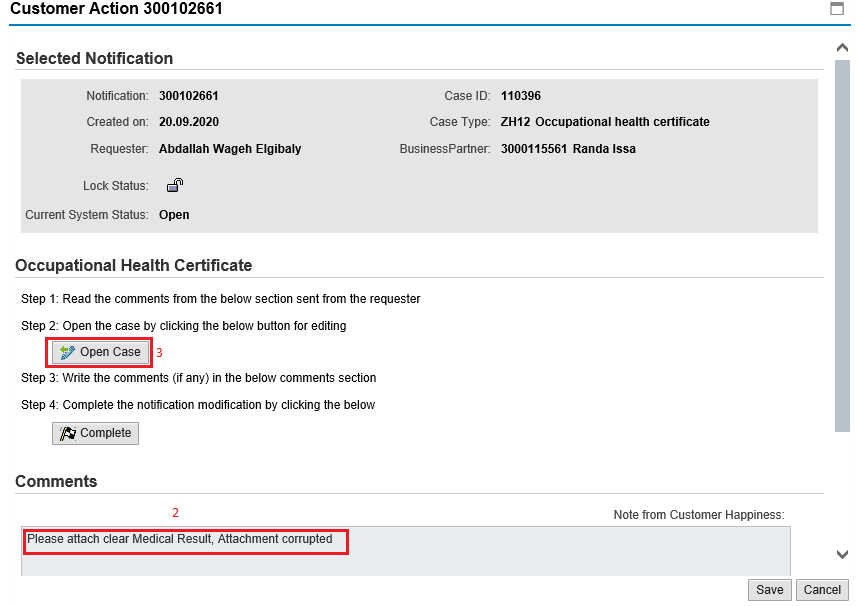 Customer Action 300102661
Selected Notification
Notification: 300102661 Case ID: 110396
Created on: 20.09.2020 Case Type: ZH12 Occupational health certificate
Requester: Abdallah Wageh Elgibaly BusinessPartner: 3000115561 Randa Issa
Lock Status:
Current System Status: Open
Occupational Health Certificate
Step 1: Read the comments from the below section sent from the requester
Step 2: Open the case by clicking the below button for editing
Open Case 3
Step 3: Write the comments (if any) in the below comments section
Step 4: Complete the notification modification by clicking the below
Complete
Comments
2
Note from Customer Happiness:
Please attach clear Medical Result, Attachment corrupted
Save Cancel